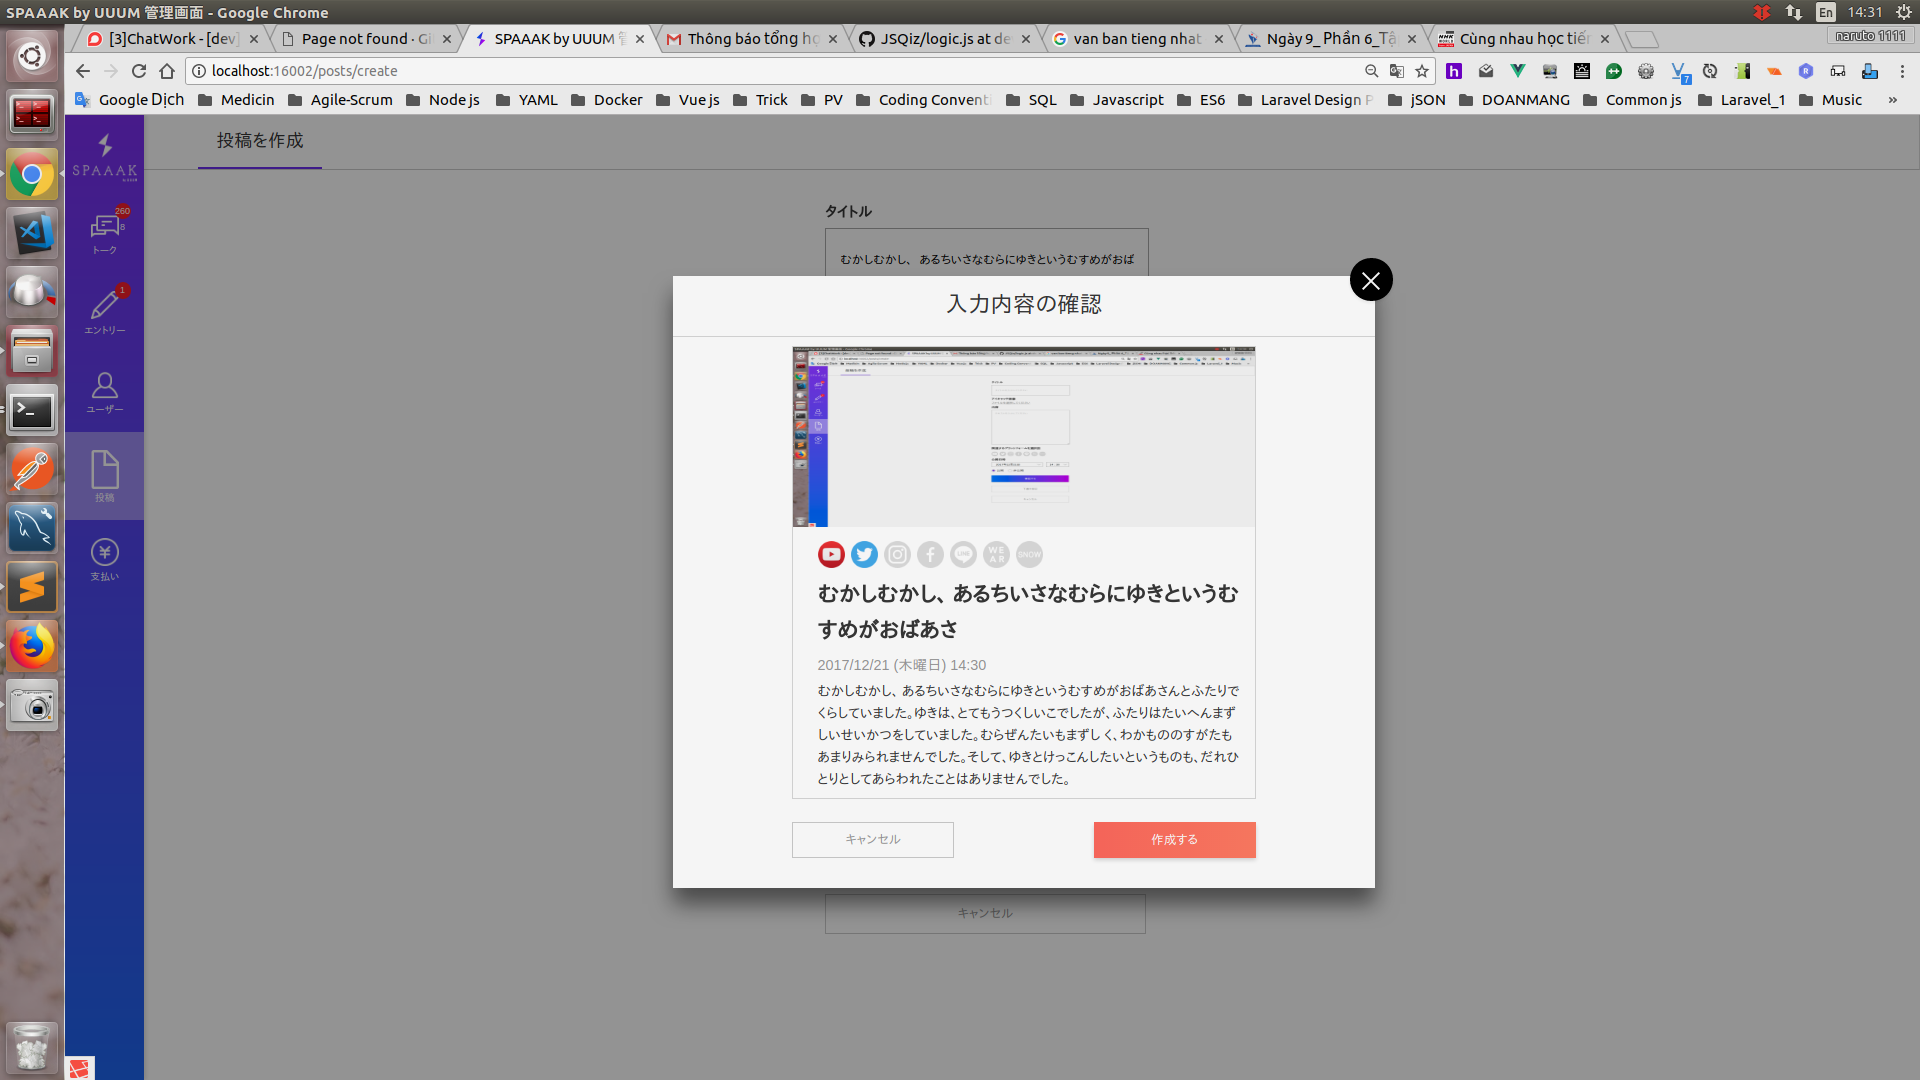 SPAAAK by UUUM 管理画面 - Google Chrome
En
14:31
[3]ChatWork - [dev]
Page not found · Gi
SPAAAK by UUUM 管
Thông báo tổng hợ
JSQiz/logic.js at de
van ban tieng nhat
Ngày 9_ Phần 6_Tậ
Cùng nhau học tiến
naruto 1111
localhost:16002/posts/create
7
Google Dịch
Medicin
Agile-Scrum
Node js
YAML
Docker
Vue js
Trick
PV
Coding Conventi
SQL
Javascript
ES6
Laravel Design P
jSON
DOANMANG
Common js
Laravel_1
Music
»
SPAAAK
260
8
トーク
1
エントリー
ユーザー
投稿
支払い
投稿を作成
タイトル
むかしむかし、 あるちいさなむらにゆきというむすめがおば
入力内容の確認
LINE
WE
AR
SNOW
むかしむかし、 あるちいさなむらにゆきというむ
すめがおばあさ
2017/12/21 (木曜日) 14:30
むかしむかし、 あるちいさなむらにゆきというむすめがおばあさんとふたりで
くらしていました。ゆきは、とてもうつくしいこでしたが、ふたりはたいへんまず
しいせいかつをしていました。むらぜんたいもまずしく、わかもののすがたも
あまりみられませんでした。そして、ゆきとけっこんしたいというものも、だれひ
とりとしてあらわれたことはありませんでした。
キャンセル
作成する
キャンセル